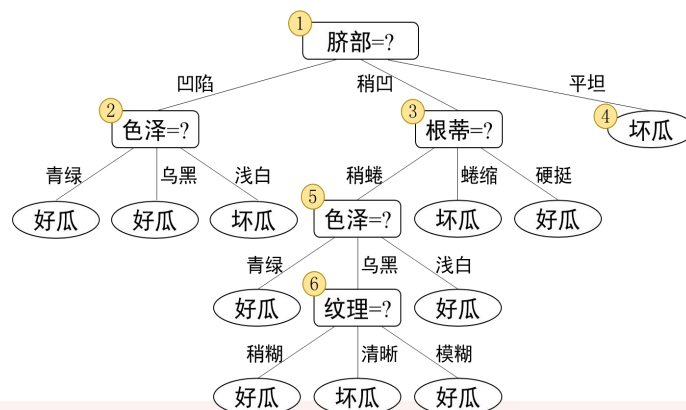 1
脐部=?
凹陷
稍凹
平坦
2
色泽=?
3
根蒂=?
4
坏瓜
青绿
乌黑
浅白
稍蜷
蜷缩
硬挺
好瓜
好瓜
坏瓜
5
色泽=?
坏瓜
好瓜
青绿
乌黑
浅白
好瓜
6
纹理=?
好瓜
稍糊
清晰
模糊
好瓜
坏瓜
好瓜